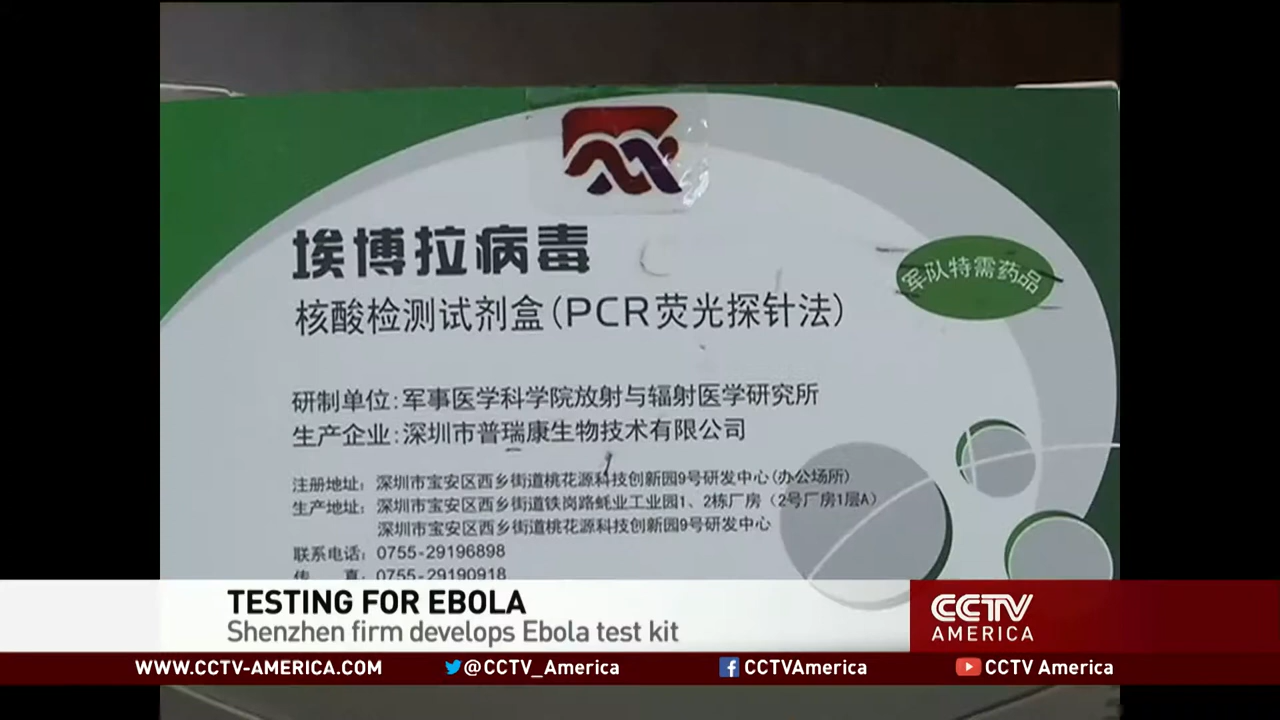 埃博拉病毒
核酸检测试剂盒(PCR荧光探针法)
军队特需药品
研制单位:军事医学科学院放射与辐射医学研究所
生产企业:深圳市普瑞康生物技术有限公司
注册地址: 深圳市宝安区西乡街道桃花源科技创新园9号研发中心(办公场所)
生产地址: 深圳市宝安区西乡街道铁岗路蚝业工业园1、2栋厂房(2号厂房1层A)
深圳市宝安区西乡街道桃花源科技创新园9号研发中心
联系电话: 0755-29196898
传 真: 0755-29190918
TESTING FOR EBOLA
Shenzhen firm develops Ebola test kit
CCTV
AMERICA
WWW.CCTV-AMERICA.COM
@CCTV_America
CCTVAmerica
CCTV America